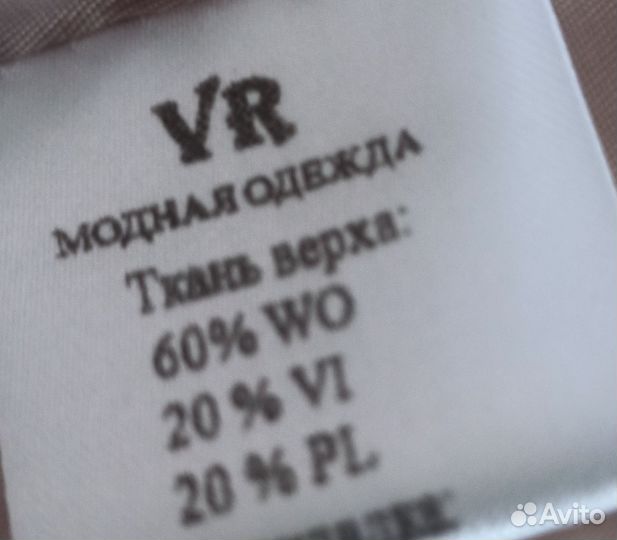 VR
МОДНАЯ ОДЕЖДА
Ткань верха:
60% WO
20 % VI
20 % PL
Avito